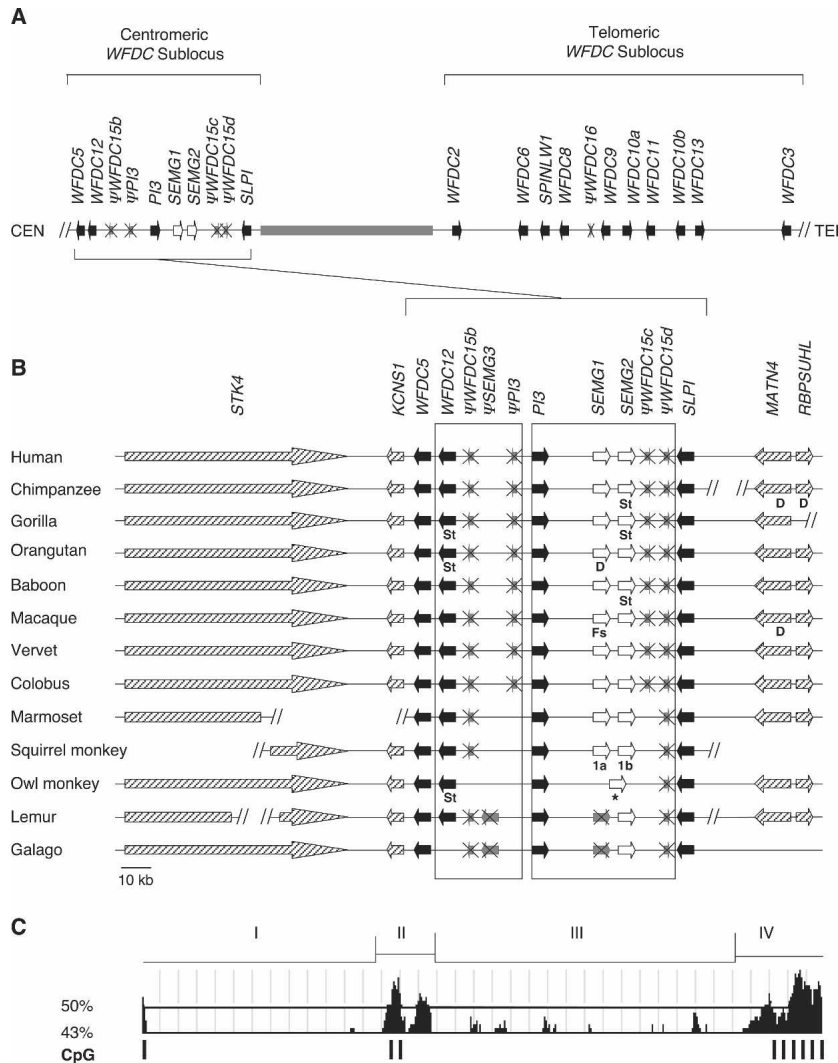 A
Centromeric
WFDC Sublocus
Telomeric
WFDC Sublocus
WFDC5
WFDC12
ΨWFDC15b
ΨPI3
PI3
SEMG1
SEMG2
ΨWFDC15c
ΨWFDC15d
SLPI
WFDC2
WFDC6
SPINLW1
WFDC8
ΨWFDC16
WFDC9
WFDC10a
WFDC11
WFDC10b
WFDC13
WFDC3
CEN // // TEL
B
STK4
KCNS1
WFDC5
WFDC12
ΨWFDC15b
ΨSEMG3
ΨPI3
PI3
SEMG1
SEMG2
ΨWFDC15c
ΨWFDC15d
SLPI
MATN4
RBPSUHL
Human
Chimpanzee // //
St D D
Gorilla //
St St
Orangutan
St D
Baboon
St
Macaque
Fs D
Vervet
Colobus
Marmoset // //
Squirrel monkey // //
1a 1b
Owl monkey
St *
Lemur // // //
Galago
10 kb
C
I II III IV
50%
43%
CpG